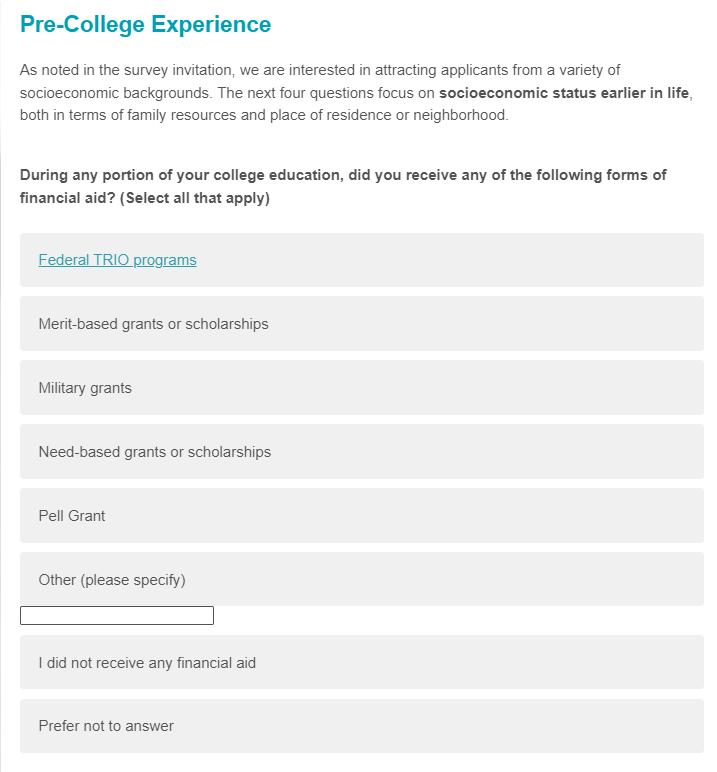 Pre-College Experience
As noted in the survey invitation, we are interested in attracting applicants from a variety of
socioeconomic backgrounds. The next four questions focus on socioeconomic status earlier in life,
both in terms of family resources and place of residence or neighborhood.
During any portion of your college education, did you receive any of the following forms of
financial aid? (Select all that apply)
Federal TRIO programs
Merit-based grants or scholarships
Military grants
Need-based grants or scholarships
Pell Grant
Other (please specify)
I did not receive any financial aid
Prefer not to answer